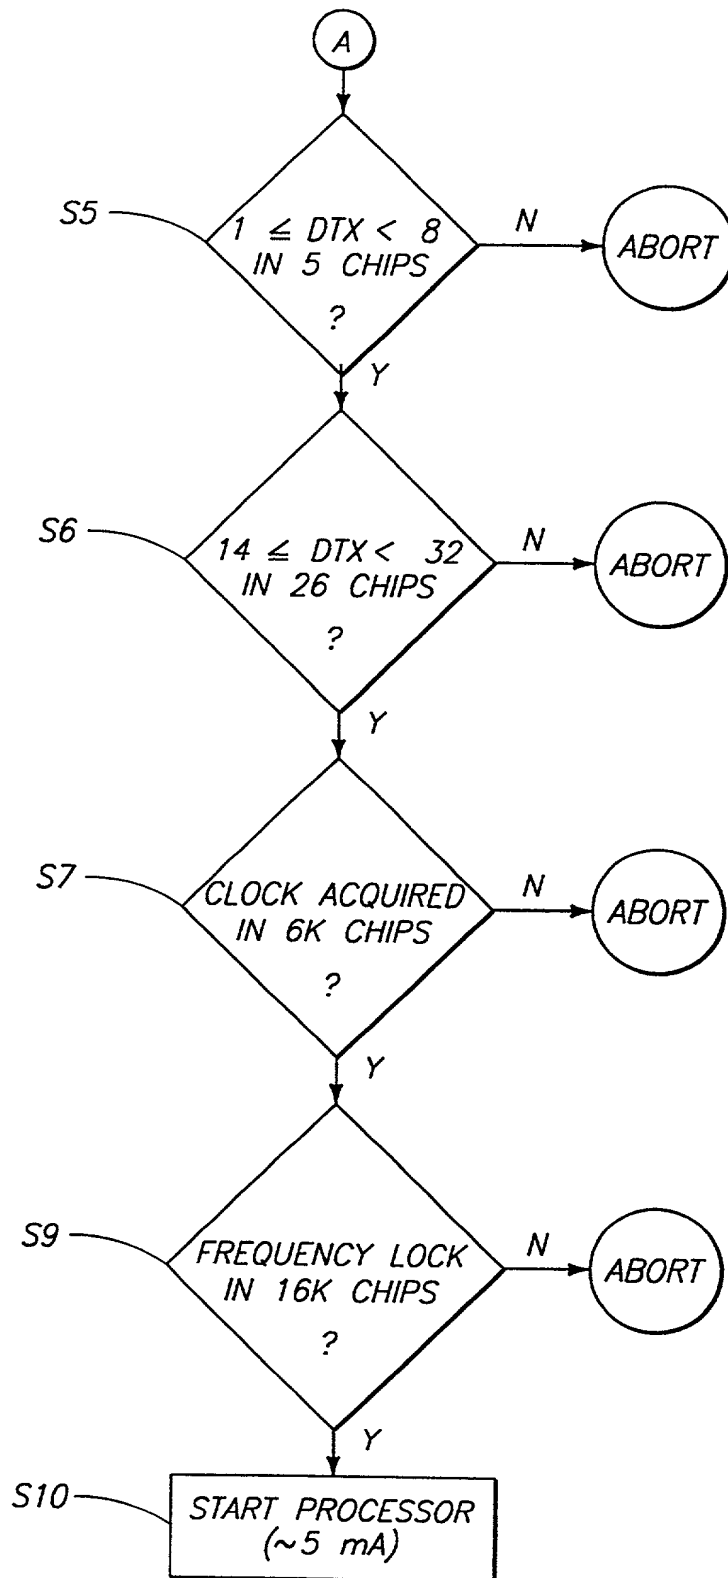 A
S5
1 ≦ DTX < 8
IN 5 CHIPS
?
N
ABORT
Y
S6
14 ≦ DTX < 32
IN 26 CHIPS
?
N
ABORT
Y
S7
CLOCK ACQUIRED
IN 6K CHIPS
?
N
ABORT
Y
S9
FREQUENCY LOCK
IN 16K CHIPS
?
N
ABORT
Y
S10
START PROCESSOR
(~5 mA)